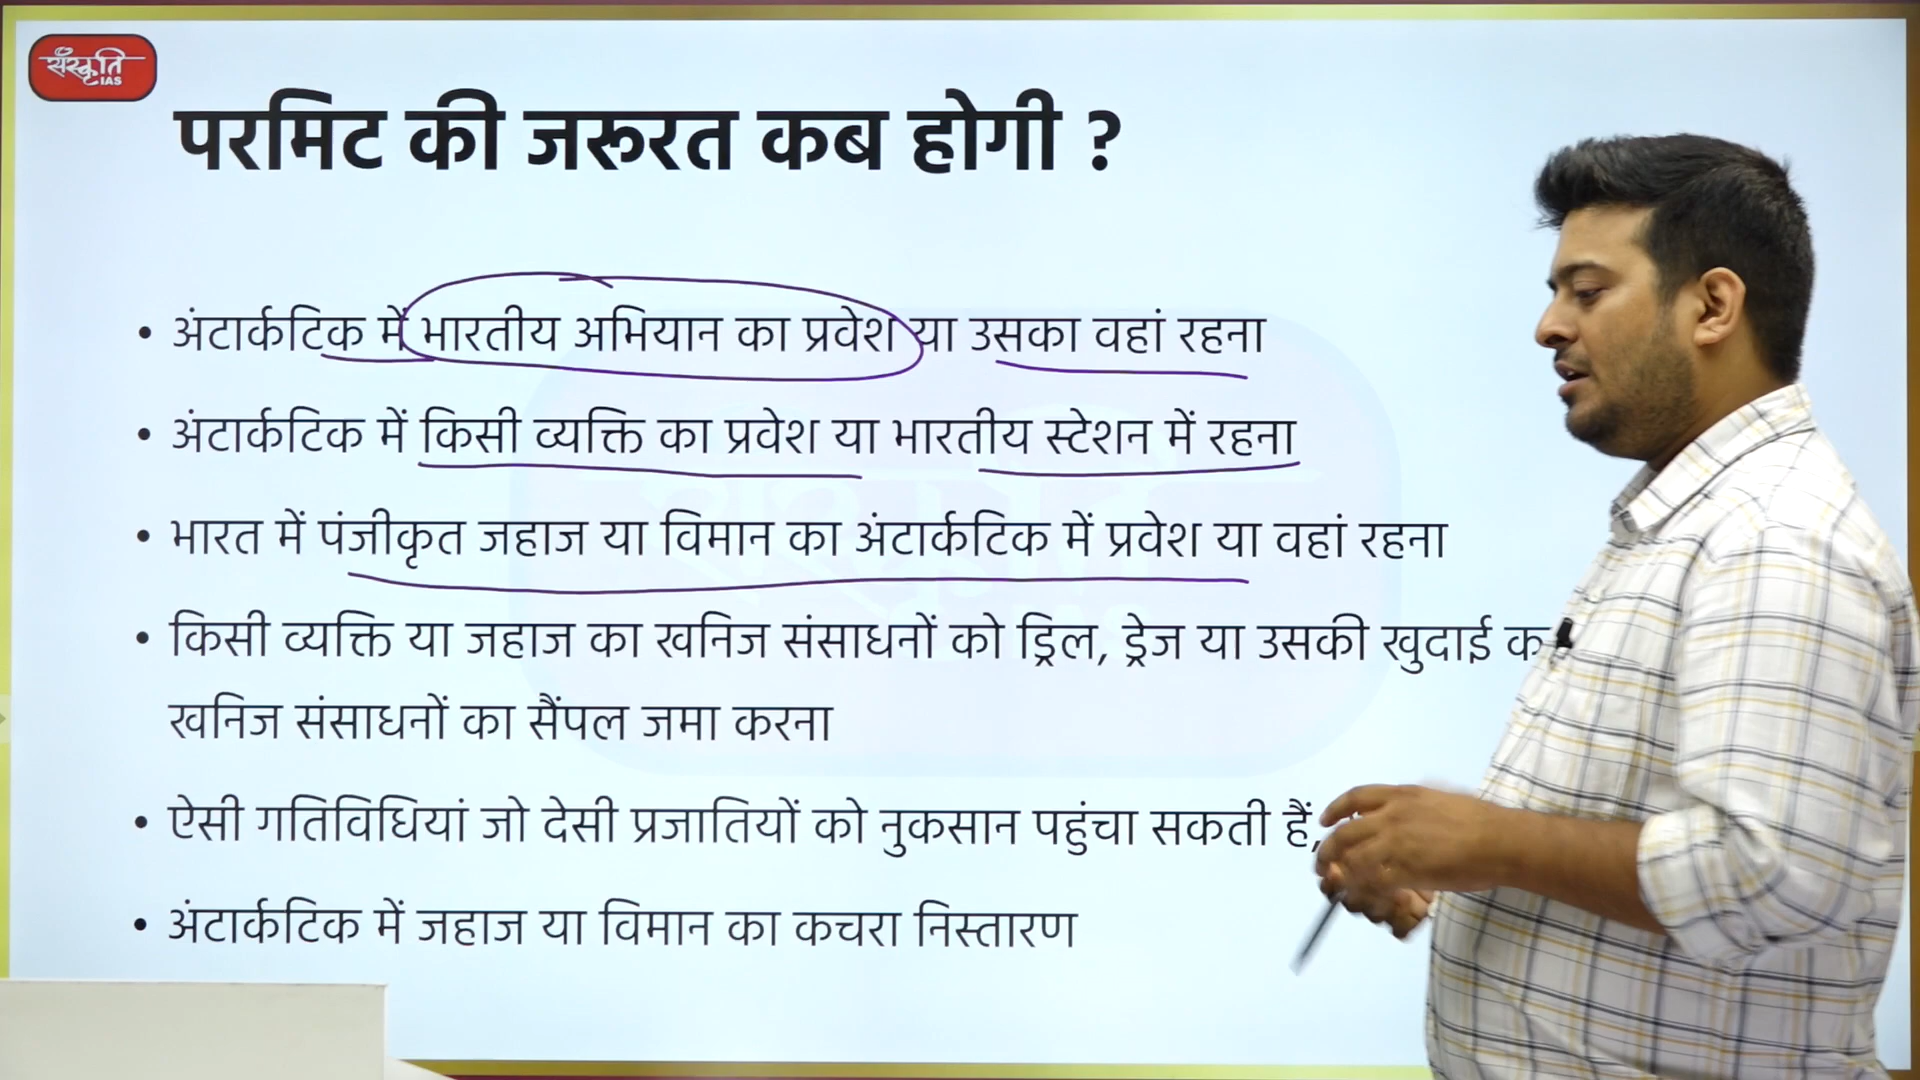 संस्कृति
IAS
परमिट की जरूरत कब होगी ?
• अंटार्कटिक में भारतीय अभियान का प्रवेश या उसका वहां रहना
• अंटार्कटिक में किसी व्यक्ति का प्रवेश या भारतीय स्टेशन में रहना
• भारत में पंजीकृत जहाज या विमान का अंटार्कटिक में प्रवेश या वहां रहना
• किसी व्यक्ति या जहाज का खनिज संसाधनों को ड्रिल, ड्रेज या उसकी खुदाई
खनिज संसाधनों का सैंपल जमा करना
• ऐसी गतिविधियां जो देसी प्रजातियों को नुकसान पहुंचा सकती हैं,
• अंटार्कटिक में जहाज या विमान का कचरा निस्तारण